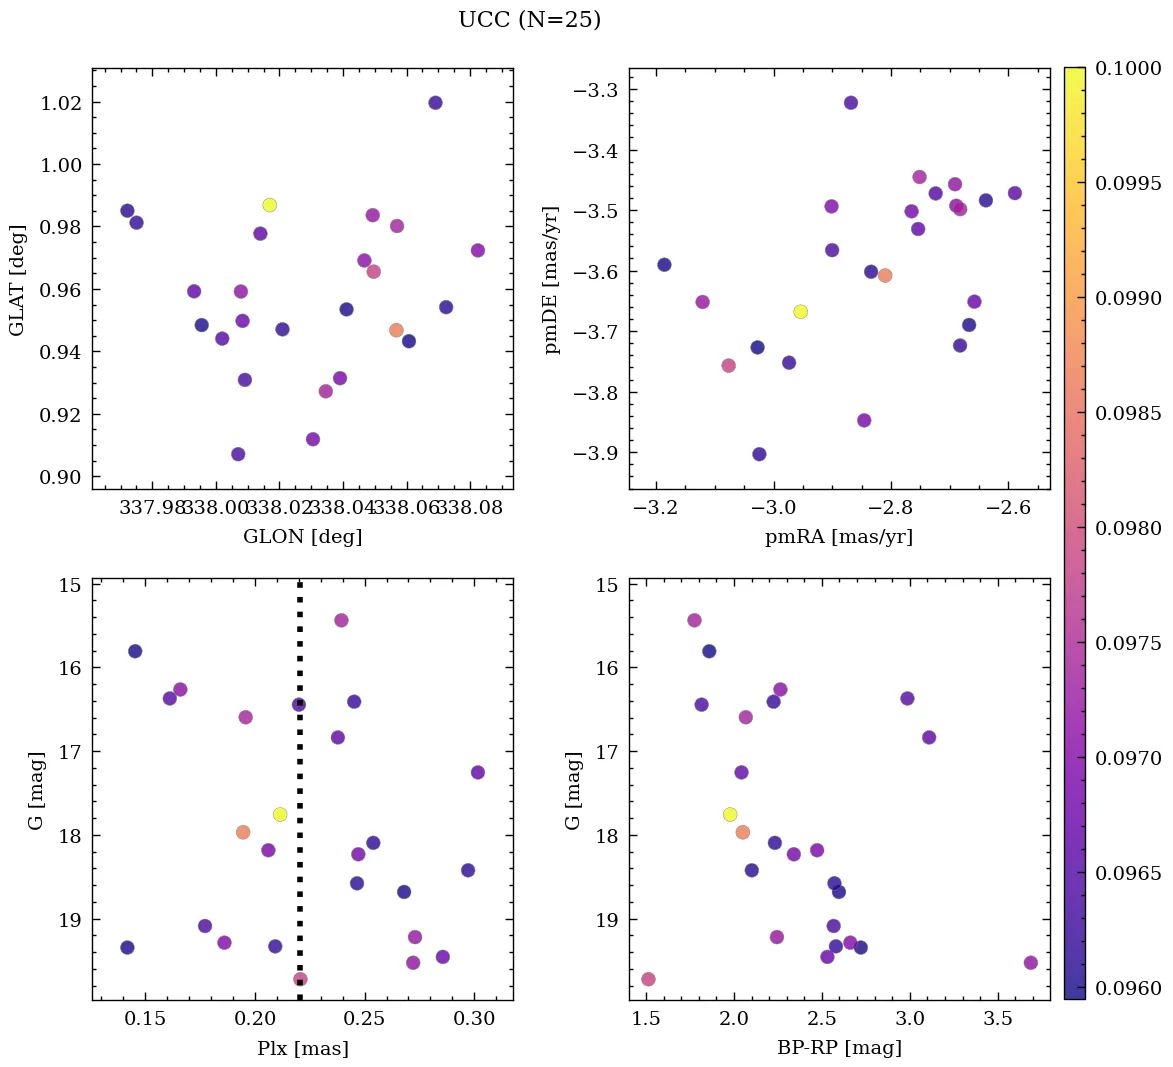 UCC (N=25)
1.02
1.00
0.98
0.96
0.94
0.92
0.90
GLAT [deg]
337.98 338.00 338.02 338.04 338.06 338.08
GLON [deg]
−3.3
−3.4
−3.5
−3.6
−3.7
−3.8
−3.9
pmDE [mas/yr]
−3.2 −3.0 −2.8 −2.6
pmRA [mas/yr]
15
16
17
18
19
G [mag]
0.15 0.20 0.25 0.30
Plx [mas]
15
16
17
18
19
G [mag]
1.5 2.0 2.5 3.0 3.5
BP-RP [mag]
0.1000
0.0995
0.0990
0.0985
0.0980
0.0975
0.0970
0.0965
0.0960